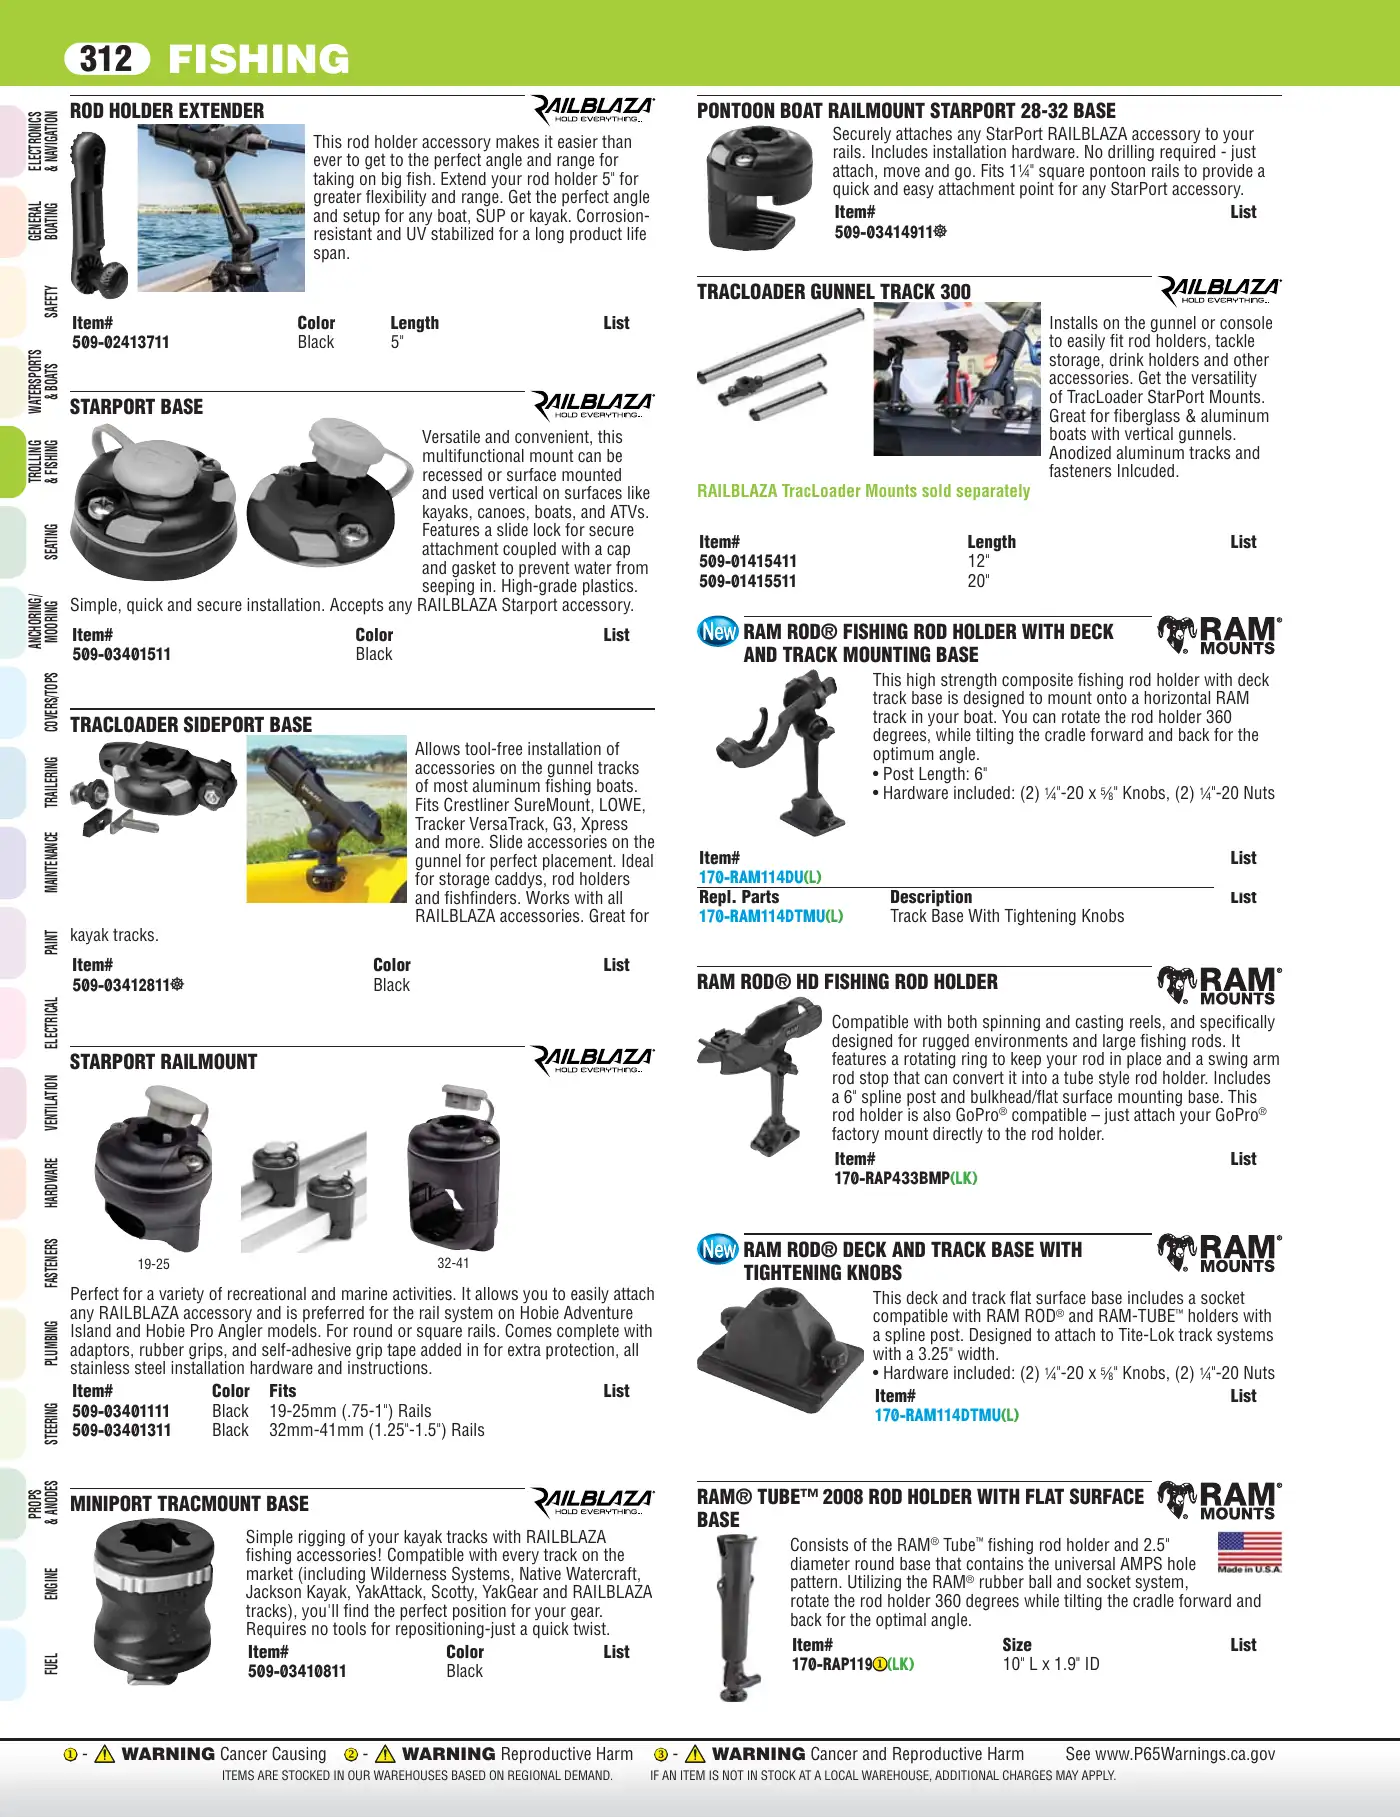 312 FISHING
ELECTRONICS
& NAVIGATION
GENERAL
BOATING
SAFETY
WATERSPORTS
& BOATS
TROLLING
& FISHING
SEATING
ANCHORING/
MOORING
COVERS/TOPS
TRAILERING
MAINTENANCE
PAINT
ELECTRICAL
VENTILATION
HARDWARE
FASTENERS
PLUMBING
STEERING
PROPS
& ANODES
ENGINE
FUEL
ROD HOLDER EXTENDER
RAILBLAZA
HOLD EVERYTHING...
This rod holder accessory makes it easier than
ever to get to the perfect angle and range for
taking on big fish. Extend your rod holder 5" for
greater flexibility and range. Get the perfect angle
and setup for any boat, SUP or kayak. Corrosion-
resistant and UV stabilized for a long product life
span.
Item# Color Length List
509-02413711 Black 5"
STARPORT BASE
RAILBLAZA
HOLD EVERYTHING...
Versatile and convenient, this
multifunctional mount can be
recessed or surface mounted
and used vertical on surfaces like
kayaks, canoes, boats, and ATVs.
Features a slide lock for secure
attachment coupled with a cap
and gasket to prevent water from
seeping in. High-grade plastics.
Simple, quick and secure installation. Accepts any RAILBLAZA Starport accessory.
Item# Color List
509-03401511 Black
TRACLOADER SIDEPORT BASE
Allows tool-free installation of
accessories on the gunnel tracks
of most aluminum fishing boats.
Fits Crestliner SureMount, LOWE,
Tracker VersaTrack, G3, Xpress
and more. Slide accessories on the
gunnel for perfect placement. Ideal
for storage caddys, rod holders
and fishfinders. Works with all
RAILBLAZA accessories. Great for
kayak tracks.
Item# Color List
509-03412811 Black
STARPORT RAILMOUNT
RAILBLAZA
HOLD EVERYTHING...
19-25
32-41
Perfect for a variety of recreational and marine activities. It allows you to easily attach
any RAILBLAZA accessory and is preferred for the rail system on Hobie Adventure
Island and Hobie Pro Angler models. For round or square rails. Comes complete with
adaptors, rubber grips, and self-adhesive grip tape added in for extra protection, all
stainless steel installation hardware and instructions.
Item# Color Fits List
509-03401111 Black 19-25mm (.75-1") Rails
509-03401311 Black 32mm-41mm (1.25"-1.5") Rails
MINIPORT TRACMOUNT BASE
RAILBLAZA
HOLD EVERYTHING...
Simple rigging of your kayak tracks with RAILBLAZA
fishing accessories! Compatible with every track on the
market (including Wilderness Systems, Native Watercraft,
Jackson Kayak, YakAttack, Scotty, YakGear and RAILBLAZA
tracks), you'll find the perfect position for your gear.
Requires no tools for repositioning-just a quick twist.
Item# Color List
509-03410811 Black
PONTOON BOAT RAILMOUNT STARPORT 28-32 BASE
Securely attaches any StarPort RAILBLAZA accessory to your
rails. Includes installation hardware. No drilling required - just
attach, move and go. Fits 1¼" square pontoon rails to provide a
quick and easy attachment point for any StarPort accessory.
Item# List
509-03414911
TRACLOADER GUNNEL TRACK 300
RAILBLAZA
HOLD EVERYTHING...
Installs on the gunnel or console
to easily fit rod holders, tackle
storage, drink holders and other
accessories. Get the versatility
of TracLoader StarPort Mounts.
Great for fiberglass & aluminum
boats with vertical gunnels.
Anodized aluminum tracks and
fasteners Inlcuded.
RAILBLAZA TracLoader Mounts sold separately
Item# Length List
509-01415411 12"
509-01415511 20"
New RAM ROD® FISHING ROD HOLDER WITH DECK
AND TRACK MOUNTING BASE
RAM
MOUNTS
This high strength composite fishing rod holder with deck
track base is designed to mount onto a horizontal RAM
track in your boat. You can rotate the rod holder 360
degrees, while tilting the cradle forward and back for the
optimum angle.
• Post Length: 6"
• Hardware included: (2) ¼"-20 x ⅝" Knobs, (2) ¼"-20 Nuts
Item# List
170-RAM114DU(L)
Repl. Parts Description List
170-RAM114DTMU(L) Track Base With Tightening Knobs
RAM ROD® HD FISHING ROD HOLDER
RAM
MOUNTS
Compatible with both spinning and casting reels, and specifically
designed for rugged environments and large fishing rods. It
features a rotating ring to keep your rod in place and a swing arm
rod stop that can convert it into a tube style rod holder. Includes
a 6" spline post and bulkhead/flat surface mounting base. This
rod holder is also GoPro® compatible – just attach your GoPro®
factory mount directly to the rod holder.
Item# List
170-RAP433BMP(LK)
New RAM ROD® DECK AND TRACK BASE WITH
TIGHTENING KNOBS
RAM
MOUNTS
This deck and track flat surface base includes a socket
compatible with RAM ROD® and RAM-TUBE™ holders with
a spline post. Designed to attach to Tite-Lok track systems
with a 3.25" width.
• Hardware included: (2) ¼"-20 x ⅝" Knobs, (2) ¼"-20 Nuts
Item# List
170-RAM114DTMU(L)
RAM® TUBE™ 2008 ROD HOLDER WITH FLAT SURFACE
BASE
RAM
MOUNTS
Made in U.S.A.
Consists of the RAM® Tube™ fishing rod holder and 2.5"
diameter round base that contains the universal AMPS hole
pattern. Utilizing the RAM® rubber ball and socket system,
rotate the rod holder 360 degrees while tilting the cradle forward and
back for the optimal angle.
Item# Size List
170-RAP119 1 (LK) 10" L x 1.9" ID
1 - WARNING Cancer Causing 2 - WARNING Reproductive Harm 3 - WARNING Cancer and Reproductive Harm See www.P65Warnings.ca.gov
ITEMS ARE STOCKED IN OUR WAREHOUSES BASED ON REGIONAL DEMAND. IF AN ITEM IS NOT IN STOCK AT A LOCAL WAREHOUSE, ADDITIONAL CHARGES MAY APPLY.